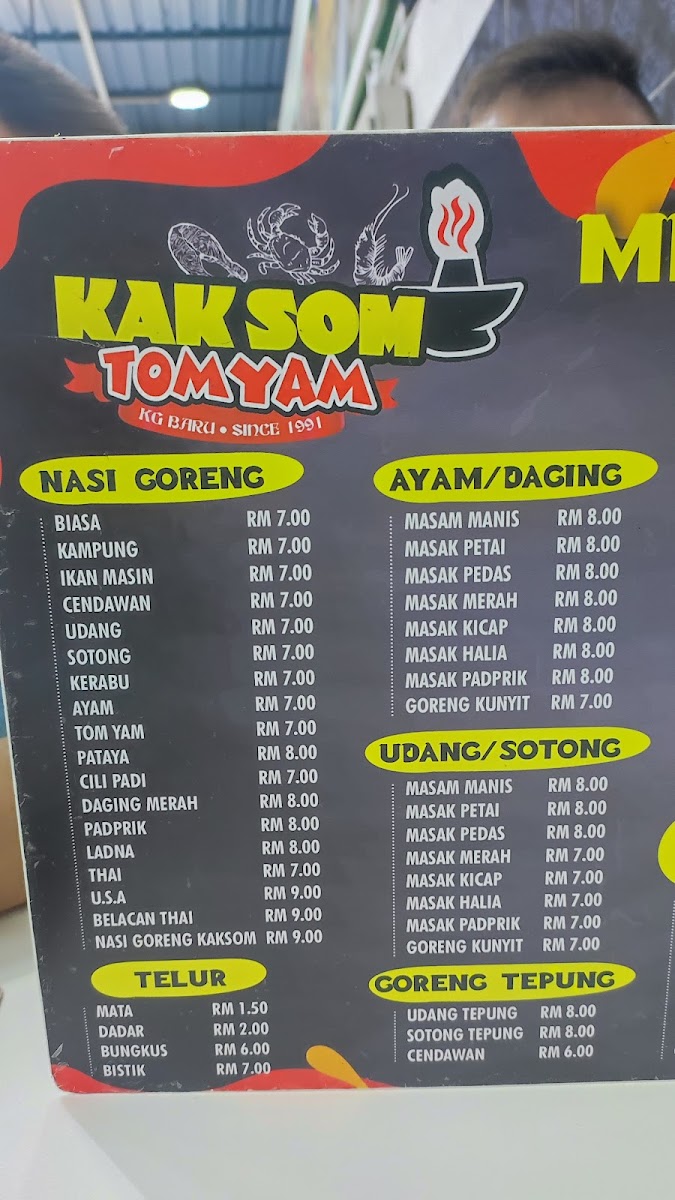 KAK SOM
TOMYAM
KG BARU • SINCE 1991
NASI GORENG
BIASA RM 7.00
KAMPUNG RM 7.00
IKAN MASIN RM 7.00
CENDAWAN RM 7.00
UDANG RM 7.00
SOTONG RM 7.00
KERABU RM 7.00
AYAM RM 7.00
TOM YAM RM 7.00
PATAYA RM 8.00
CILI PADI RM 7.00
DAGING MERAH RM 8.00
PADPRIK RM 8.00
LADNA RM 8.00
THAI RM 7.00
U.S.A RM 9.00
BELACAN THAI RM 9.00
NASI GORENG KAKSOM RM 9.00
TELUR
MATA RM 1.50
DADAR RM 2.00
BUNGKUS RM 6.00
BISTIK RM 7.00
AYAM/DAGING
MASAM MANIS RM 8.00
MASAK PETAI RM 8.00
MASAK PEDAS RM 8.00
MASAK MERAH RM 8.00
MASAK KICAP RM 8.00
MASAK HALIA RM 8.00
MASAK PADPRIK RM 8.00
GORENG KUNYIT RM 7.00
UDANG/SOTONG
MASAM MANIS RM 8.00
MASAK PETAI RM 8.00
MASAK PEDAS RM 8.00
MASAK MERAH RM 7.00
MASAK KICAP RM 7.00
MASAK HALIA RM 7.00
MASAK PADPRIK RM 7.00
GORENG KUNYIT RM 7.00
GORENG TEPUNG
UDANG TEPUNG RM 8.00
SOTONG TEPUNG RM 8.00
CENDAWAN RM 6.00